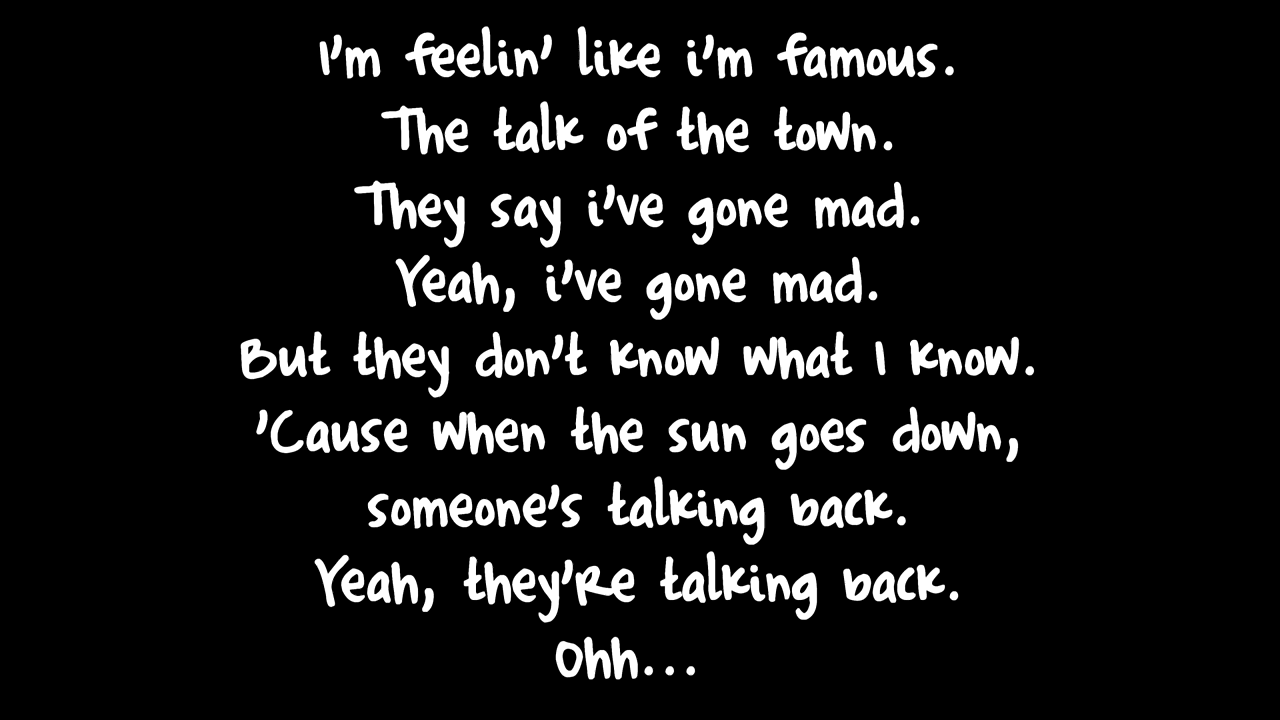 I'm feelin' like i'm famous.
The talk of the town.
They say i've gone mad.
Yeah, i've gone mad.
But they don't know what I know.
'Cause when the sun goes down,
someone's talking back.
Yeah, they're talking back.
Ohh...